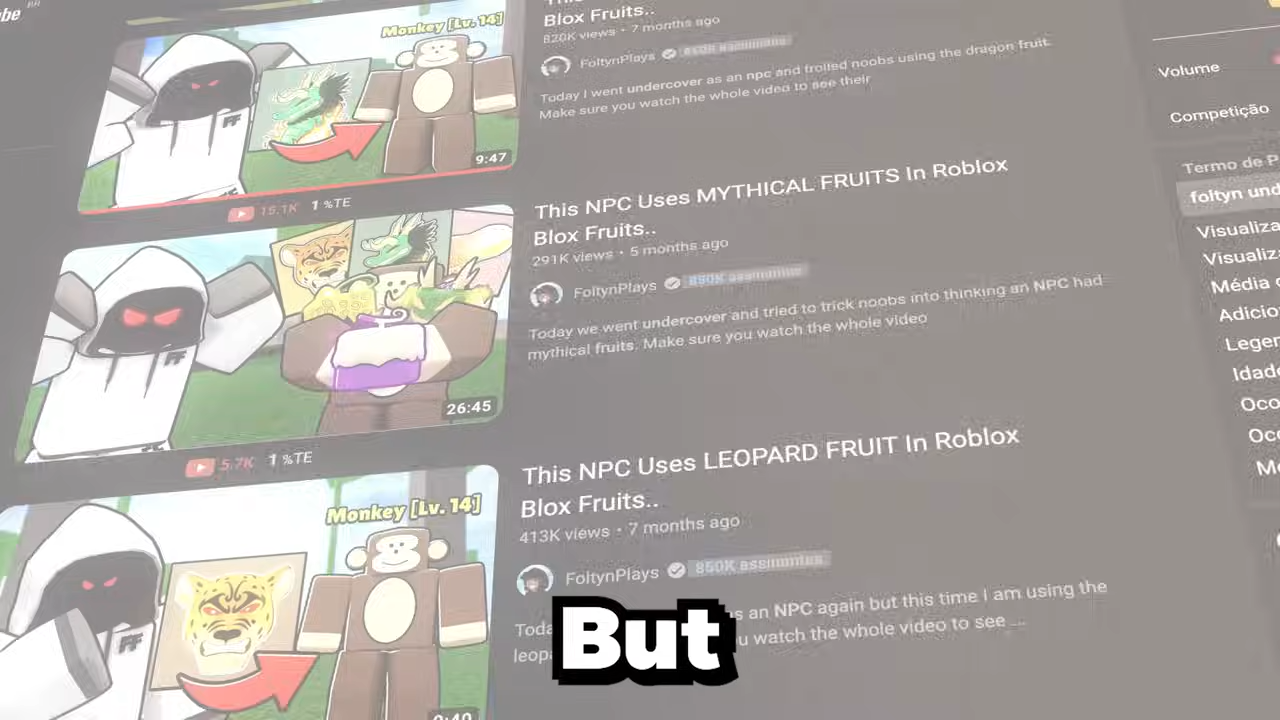 Monkey [Lv. 14]
9:47
15.1K 1 %TE
Blox Fruits..
820K views • 7 months ago
FoltynPlays
Today I went undercover as an npc and trolled noobs using the dragon fruit.
Make sure you watch the whole video to see their
26:45
5.7K 1 %TE
This NPC Uses MYTHICAL FRUITS In Roblox
Blox Fruits..
291K views • 5 months ago
FoltynPlays 850K assinantes
Today we went undercover and tried to trick noobs into thinking an NPC had
mythical fruits. Make sure you watch the whole video
Monkey [Lv. 14]
This NPC Uses LEOPARD FRUIT In Roblox
Blox Fruits..
413K views • 7 months ago
FoltynPlays 850K assinantes
Toda s an NPC again but this time I am using the
leopa u watch the whole video to see ...
But
Volume
Competição
Termo de P
foltyn und
Visualiza
Visualiz
Média
Adicio
Legen
Idad
Oco
Oc